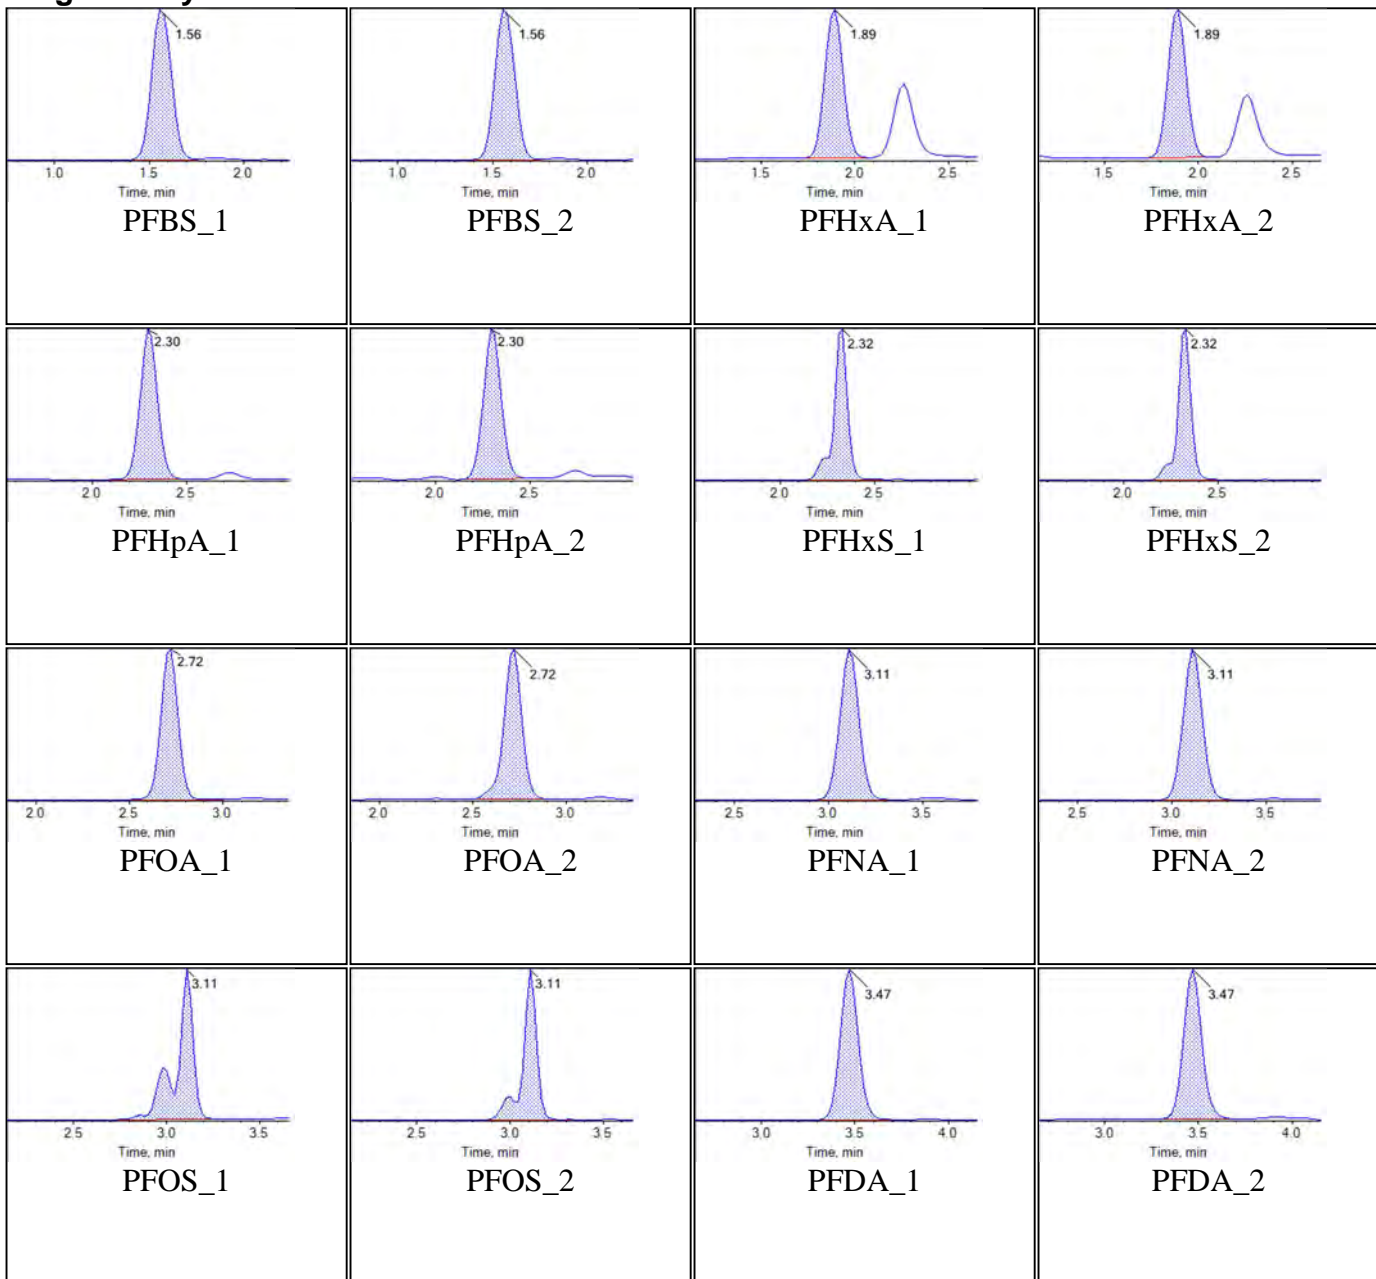 1.56
1.0 1.5 2.0
Time, min
PFBS_1
1.56
1.0 1.5 2.0
Time, min
PFBS_2
1.89
1.5 2.0 2.5
Time, min
PFHxA_1
1.89
1.5 2.0 2.5
Time, min
PFHxA_2
2.30
2.0 2.5
Time, min
PFHpA_1
2.30
2.0 2.5
Time, min
PFHpA_2
2.32
2.0 2.5
Time, min
PFHxS_1
2.32
2.0 2.5
Time, min
PFHxS_2
2.72
2.0 2.5 3.0
Time, min
PFOA_1
2.72
2.0 2.5 3.0
Time, min
PFOA_2
3.11
2.5 3.0 3.5
Time, min
PFNA_1
3.11
2.5 3.0 3.5
Time, min
PFNA_2
3.11
2.5 3.0 3.5
Time, min
PFOS_1
3.11
2.5 3.0 3.5
Time, min
PFOS_2
3.47
3.0 3.5 4.0
Time, min
PFDA_1
3.47
3.0 3.5 4.0
Time, min
PFDA_2